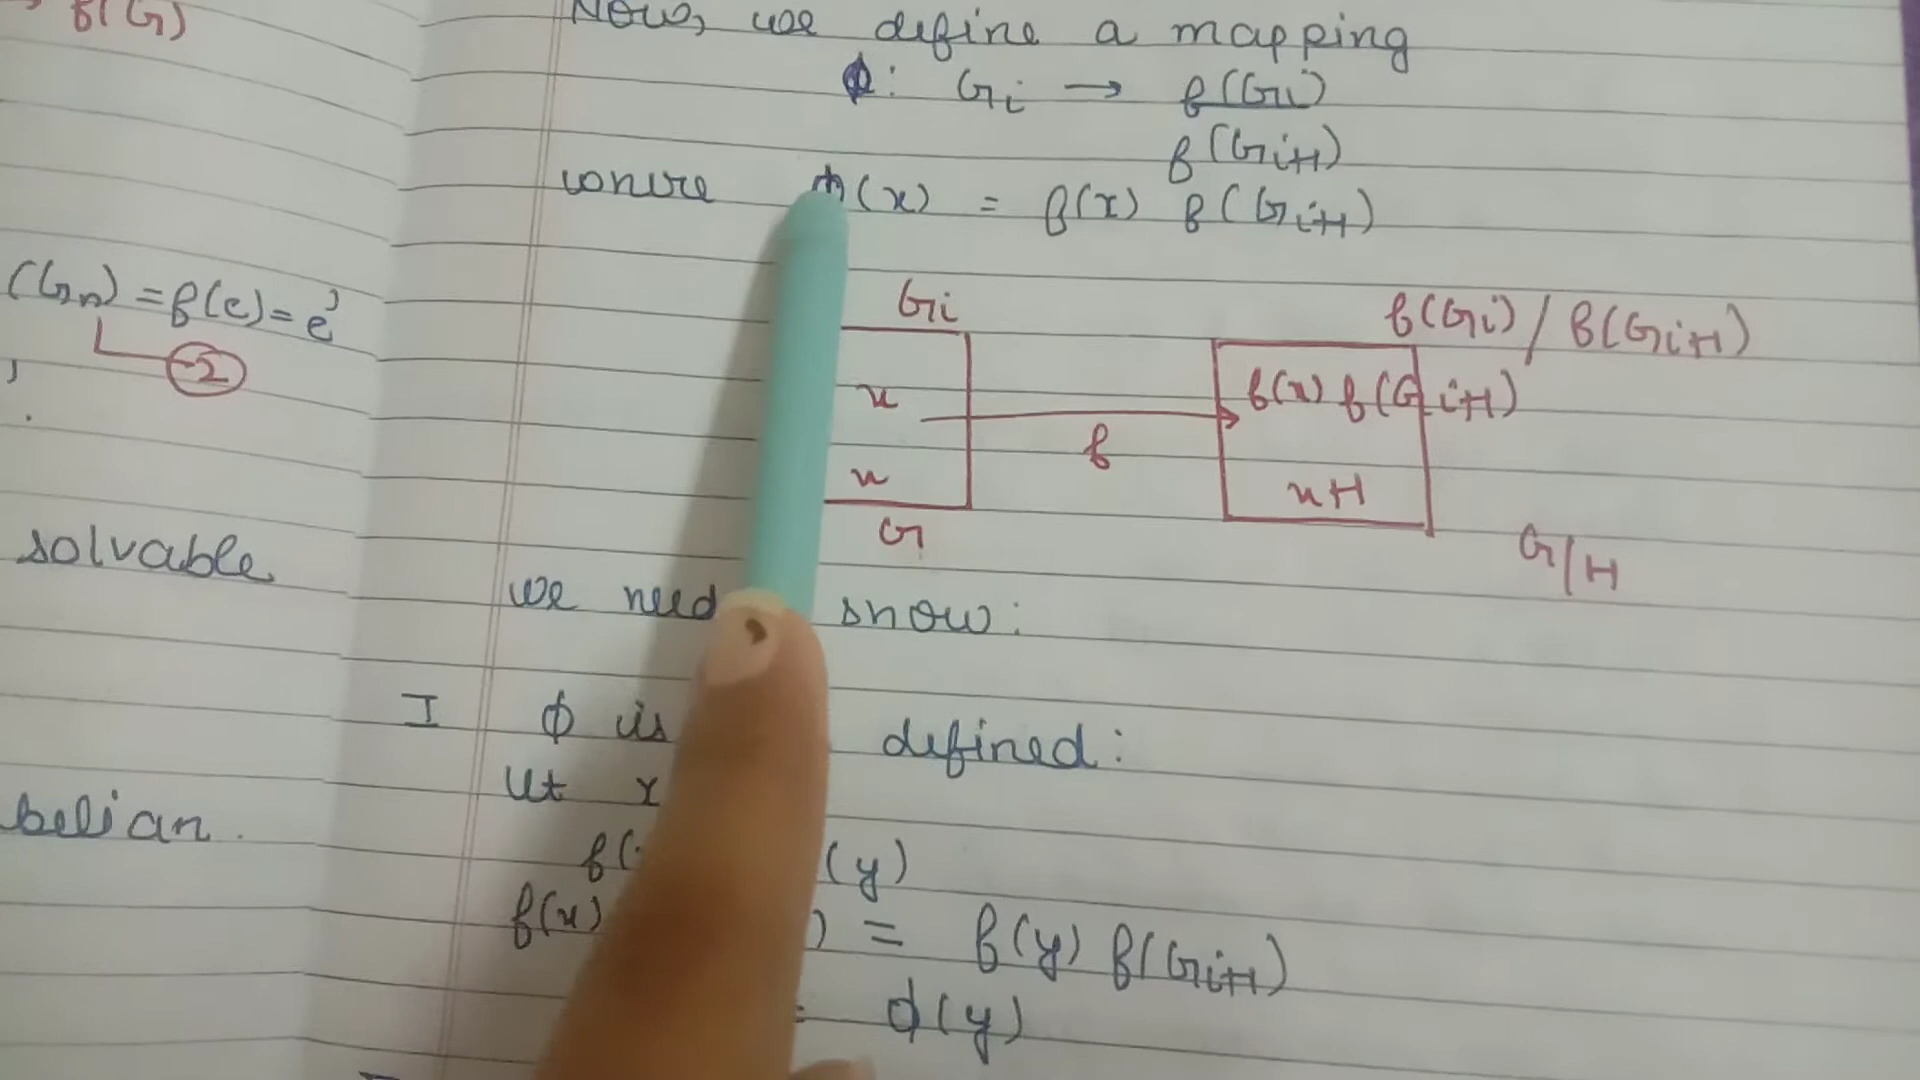 f(G)
(Gn) = f(e) = e'
2
solvable
belian.
Now, we define a mapping
ϕ: Gi → f(Gi)
f(Gi+1)
where ϕ(x) = f(x) f(Gi+1)
Gi
f(Gi) / f(Gi+1)
x
f(x) f(Gi+1)
f
x
xH
G
G/H
we need show:
I ϕ is defined:
let x
f( (y)
f(x) ) = f(y) f(Gi+1)
= ϕ(y)